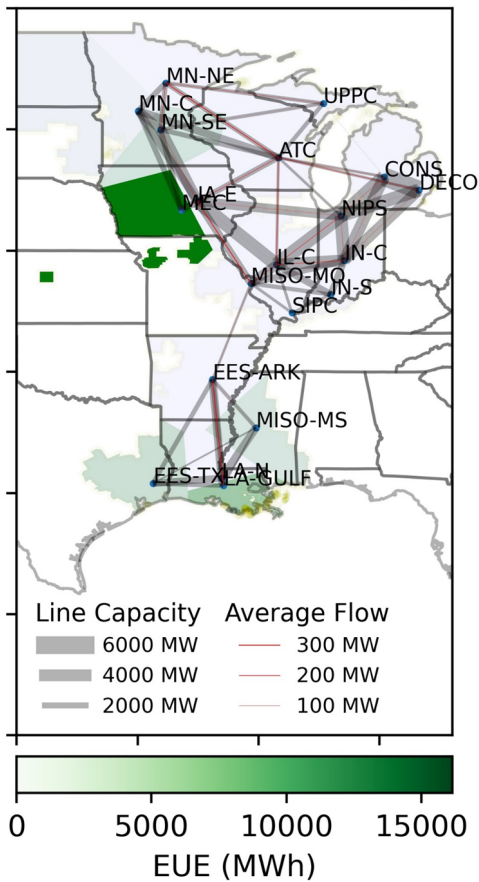 MN-NE
UPPC
MN-C
MN-SE
ATC
CONS
DECO
IA-E
MEC
NIPS
IL-C
IN-C
MISO-MO
IN-S
SIPC
EES-ARK
MISO-MS
EES-TX
LA-N
LA-GULF
Line Capacity Average Flow
6000 MW 300 MW
4000 MW 200 MW
2000 MW 100 MW
0 5000 10000 15000
EUE (MWh)